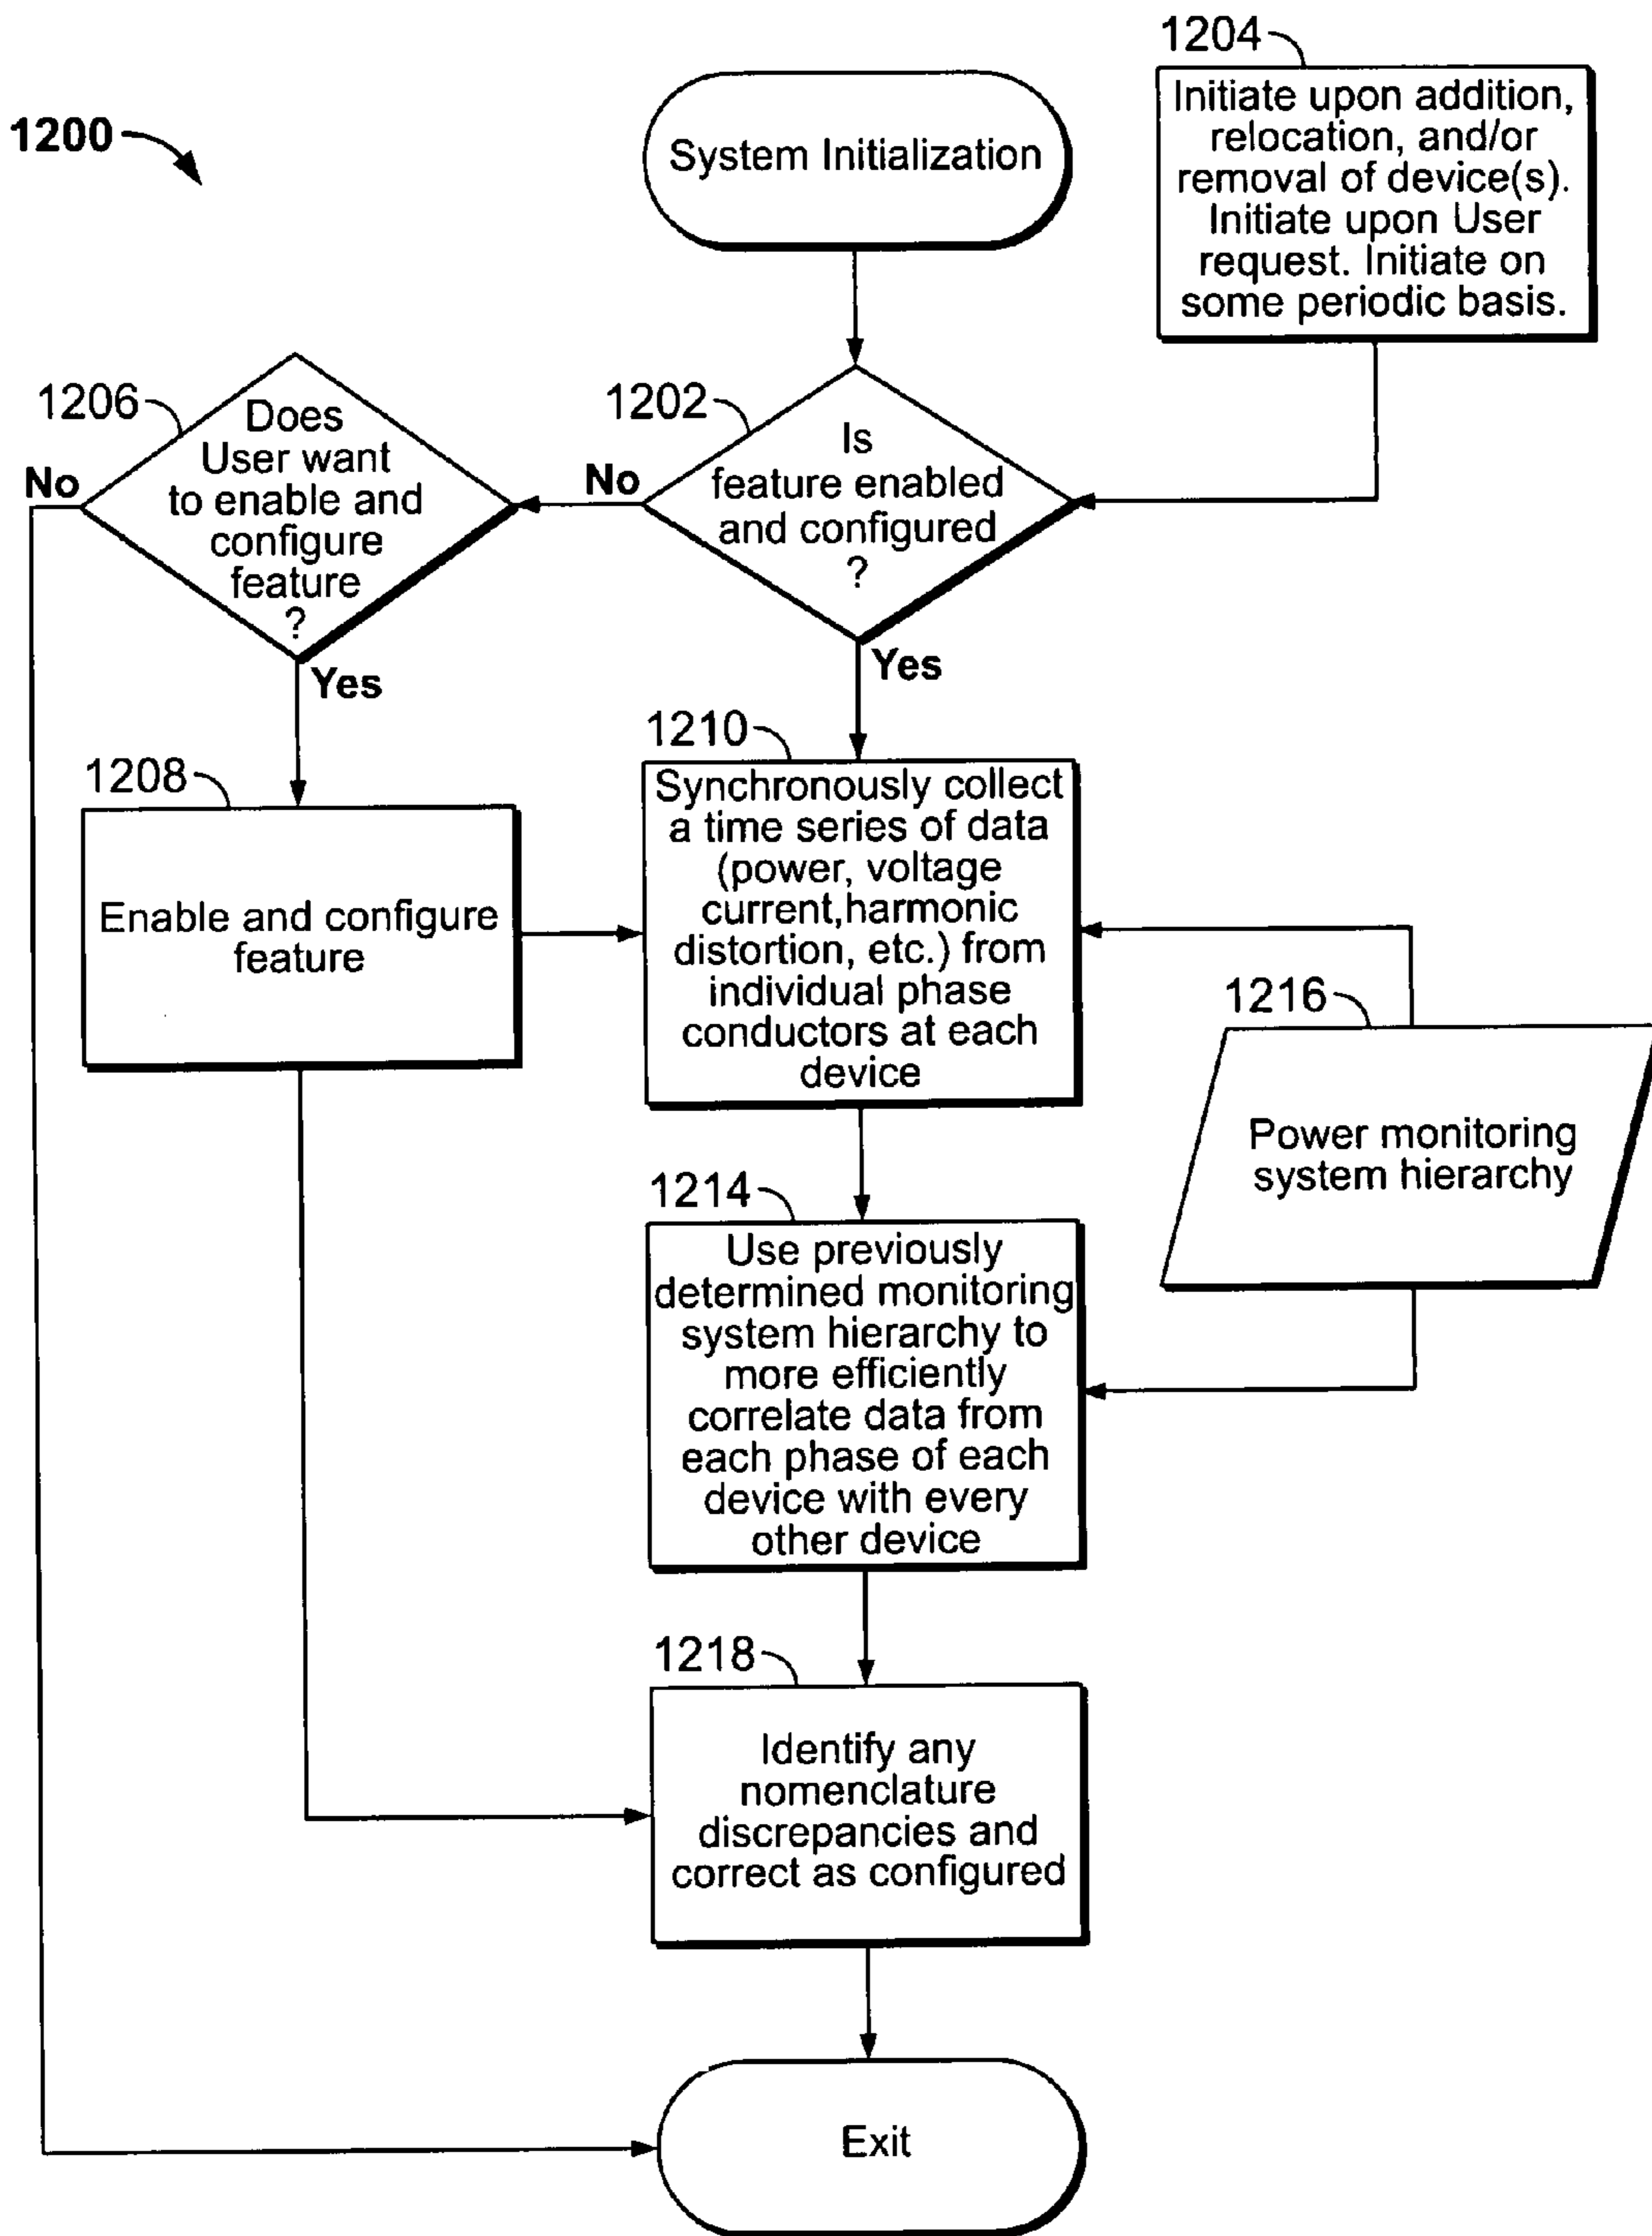 1200
System Initialization
1204
Initiate upon addition,
relocation, and/or
removal of device(s).
Initiate upon User
request. Initiate on
some periodic basis.
1206
Does
User want
to enable and
configure
feature
?
No
Yes
1202
Is
feature enabled
and configured
?
No
Yes
1208
Enable and configure
feature
1210
Synchronously collect
a time series of data
(power, voltage
current,harmonic
distortion, etc.) from
individual phase
conductors at each
device
1216
Power monitoring
system hierarchy
1214
Use previously
determined monitoring
system hierarchy to
more efficiently
correlate data from
each phase of each
device with every
other device
1218
Identify any
nomenclature
discrepancies and
correct as configured
Exit